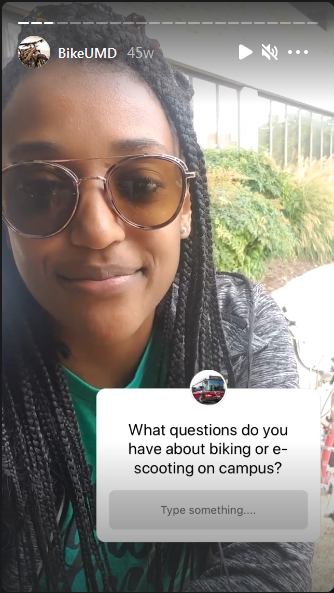 BikeUMD 45w
What questions do you
have about biking or e-
scooting on campus?
Type something....